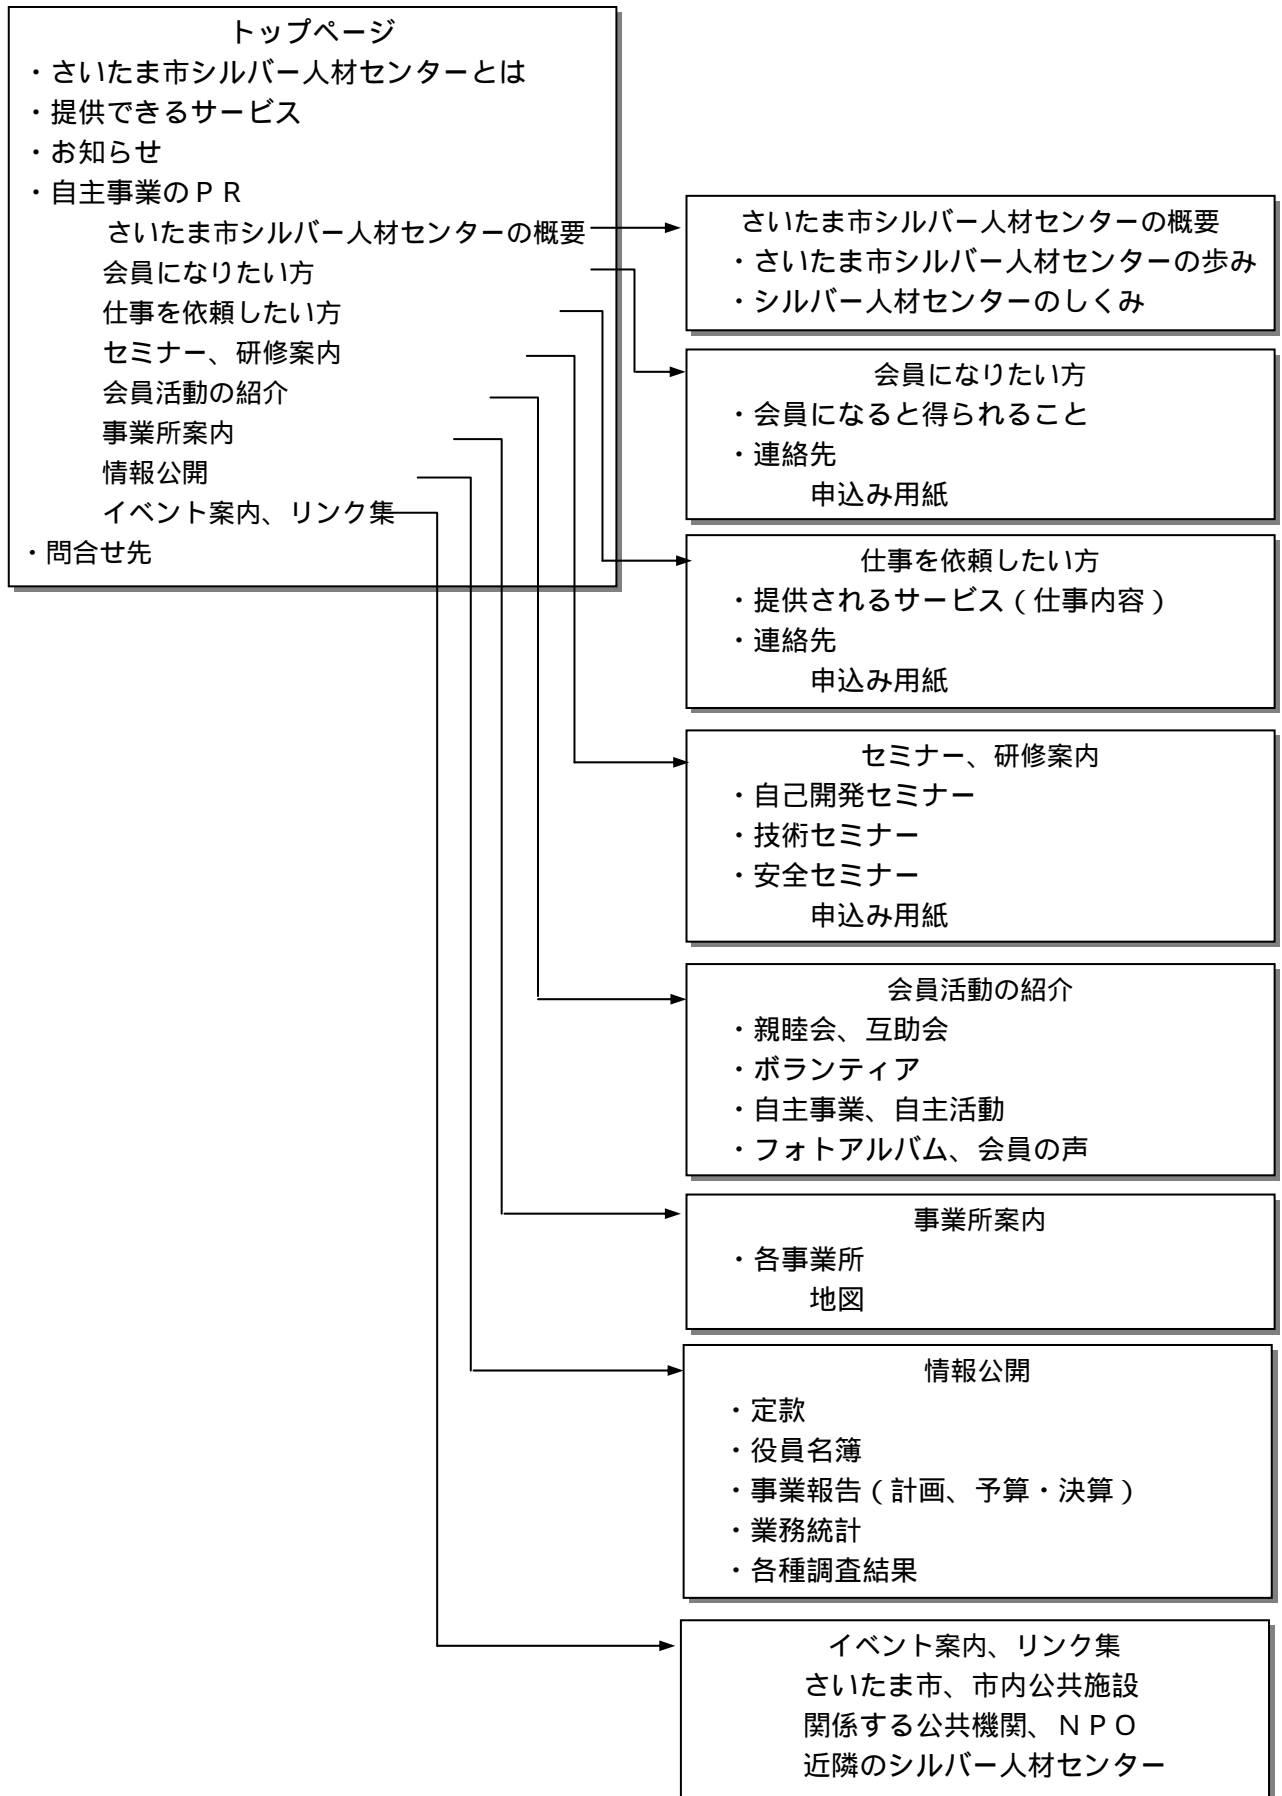 トップページ
・さいたま市シルバー人材センターとは
・提供できるサービス
・お知らせ
・自主事業のＰＲ
さいたま市シルバー人材センターの概要
会員になりたい方
仕事を依頼したい方
セミナー、研修案内
会員活動の紹介
事業所案内
情報公開
イベント案内、リンク集
・問合せ先
さいたま市シルバー人材センターの概要
・さいたま市シルバー人材センターの歩み
・シルバー人材センターのしくみ
会員になりたい方
・会員になると得られること
・連絡先
申込み用紙
仕事を依頼したい方
・提供されるサービス（仕事内容）
・連絡先
申込み用紙
セミナー、研修案内
・自己開発セミナー
・技術セミナー
・安全セミナー
申込み用紙
会員活動の紹介
・親睦会、互助会
・ボランティア
・自主事業、自主活動
・フォトアルバム、会員の声
事業所案内
・各事業所
地図
情報公開
・定款
・役員名簿
・事業報告（計画、予算・決算）
・業務統計
・各種調査結果
イベント案内、リンク集
さいたま市、市内公共施設
関係する公共機関、ＮＰＯ
近隣のシルバー人材センター